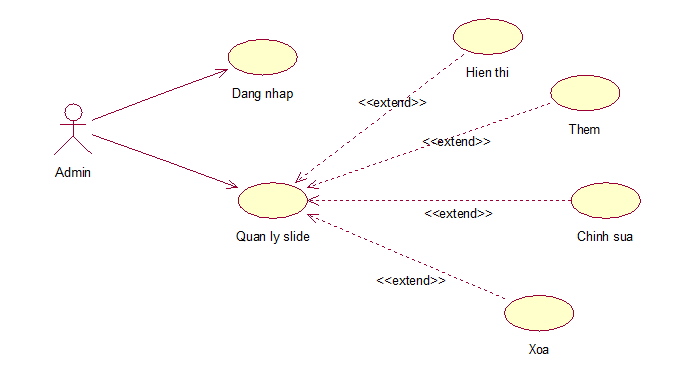 Hien thi
Dang nhap
<<extend>>
Them
<<extend>>
Admin
<<extend>>
Quan ly slide
Chinh sua
<<extend>>
Xoa